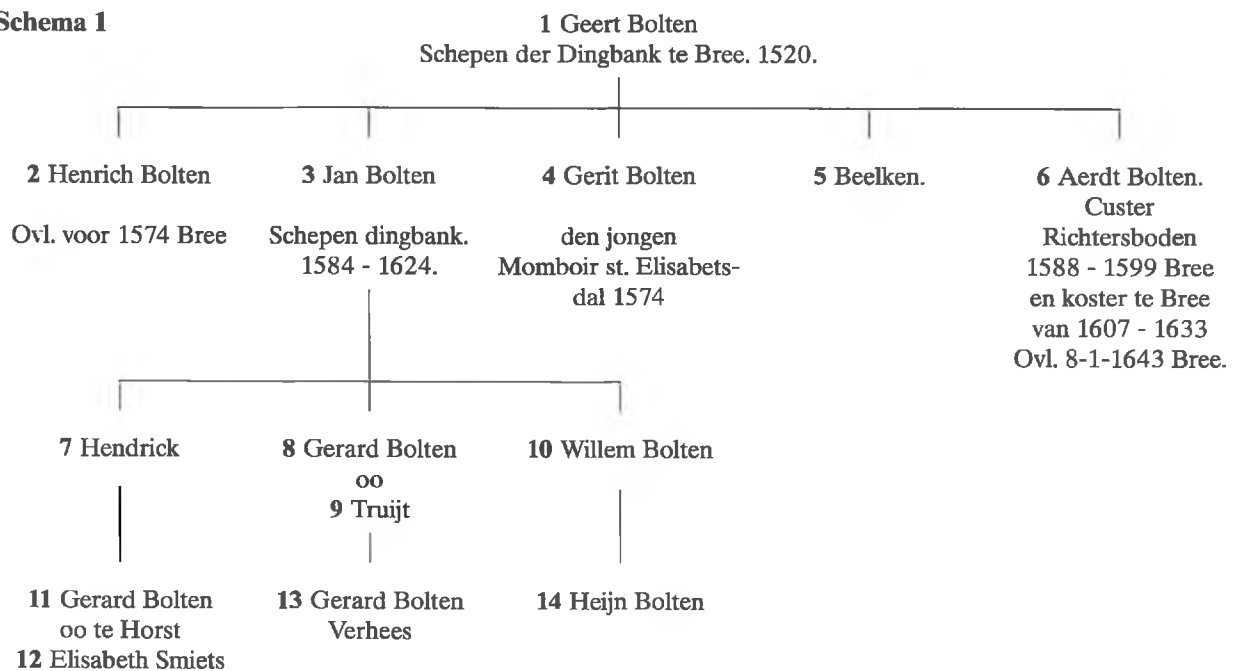 Schema 1
1 Geert Bolten
Schepen der Dingbank te Bree. 1520.
2 Henrich Bolten
Ovl. voor 1574 Bree
3 Jan Bolten
Schepen dingbank.
1584 - 1624.
4 Gerit Bolten
den jongen
Momboir st. Elisabets-
dal 1574
5 Beelken.
6 Aerdt Bolten.
Custer
Richtersboden
1588 - 1599 Bree
en koster te Bree
van 1607 - 1633
Ovl. 8-1-1643 Bree.
7 Hendrick
8 Gerard Bolten
oo
9 Truijt
10 Willem Bolten
11 Gerard Bolten
oo te Horst
12 Elisabeth Smiets
13 Gerard Bolten
Verhees
14 Heijn Bolten